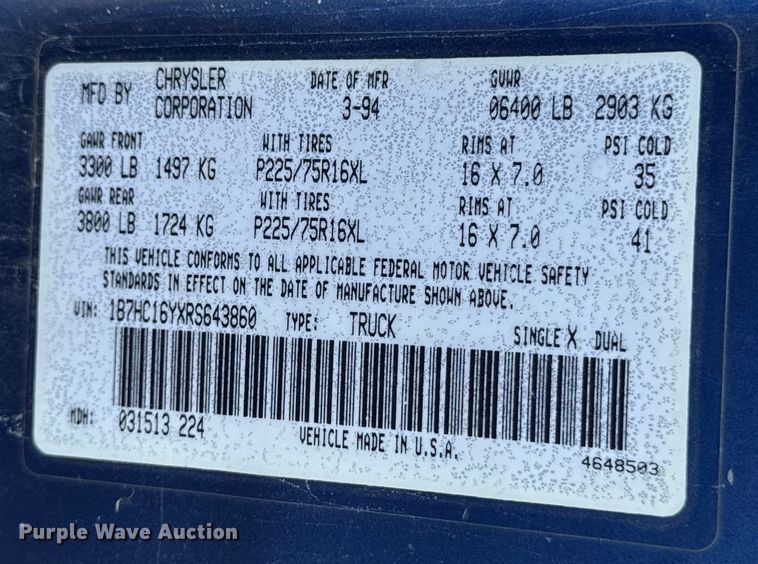 MFD BY CHRYSLER CORPORATION DATE OF MFR 3-94 GVWR 06400 LB 2903 KG
GAWR FRONT WITH TIRES RIMS AT PSI COLD
3300 LB 1497 KG P225/75R16XL 16 X 7.0 35
GAWR REAR WITH TIRES RIMS AT PSI COLD
3800 LB 1724 KG P225/75R16XL 16 X 7.0 41
THIS VEHICLE CONFORMS TO ALL APPLICABLE FEDERAL MOTOR VEHICLE SAFETY
STANDARDS IN EFFECT ON THE DATE OF MANUFACTURE SHOWN ABOVE.
VIN: 1B7HC16YXRS643860 TYPE: TRUCK SINGLE X DUAL
MDH: 031513 224 VEHICLE MADE IN U.S.A. 4648503
Purple Wave Auction